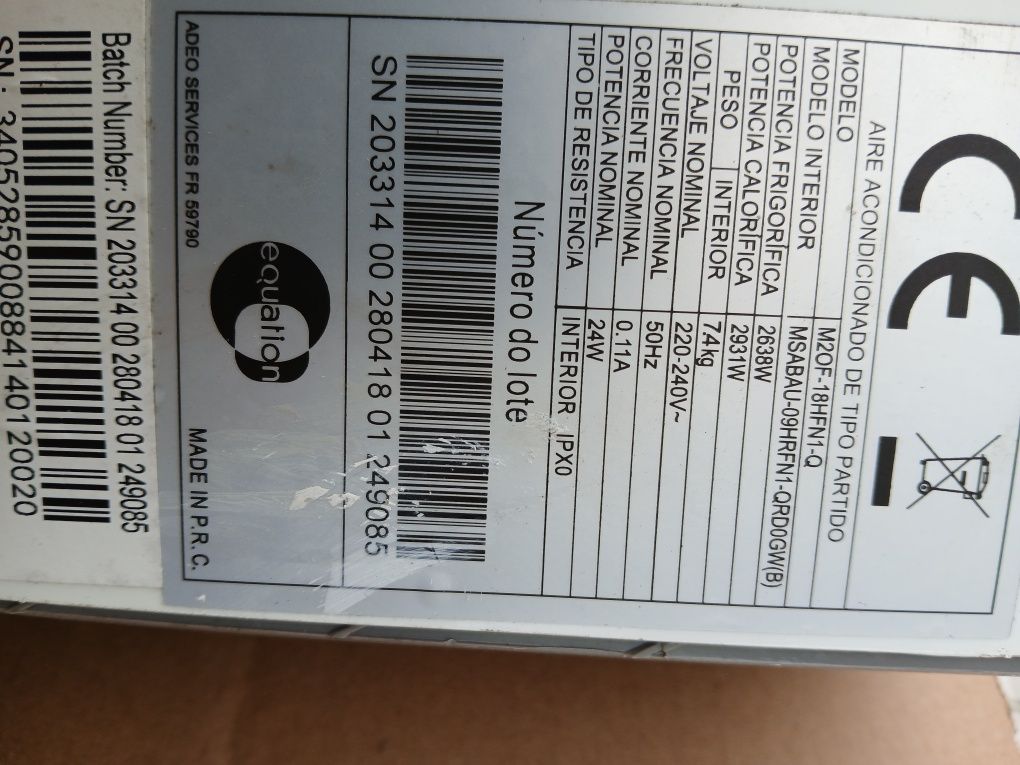 CE
AIRE ACONDICIONADO DE TIPO PARTIDO
MODELO M2OF-18HFN1-Q
MODELO INTERIOR MSABAU-09HRFN1-QRD0GW(B)
POTENCIA FRIGORÍFICA 2638W
POTENCIA CALORÍFICA 2931W
PESO INTERIOR 7.4kg
VOLTAJE NOMINAL 220-240V~
FRECUENCIA NOMINAL 50Hz
CORRIENTE NOMINAL 0.11A
POTENCIA NOMINAL 24W
TIPO DE RESISTENCIA INTERIOR IPX0
Número do lote
SN 203314 00 280418 01 249085
equation
ADEO SERVICES FR 59790 MADE IN P.R.C.
Batch Number: SN 203314 00 280418 01 249085
SN: 3405285900884140120020